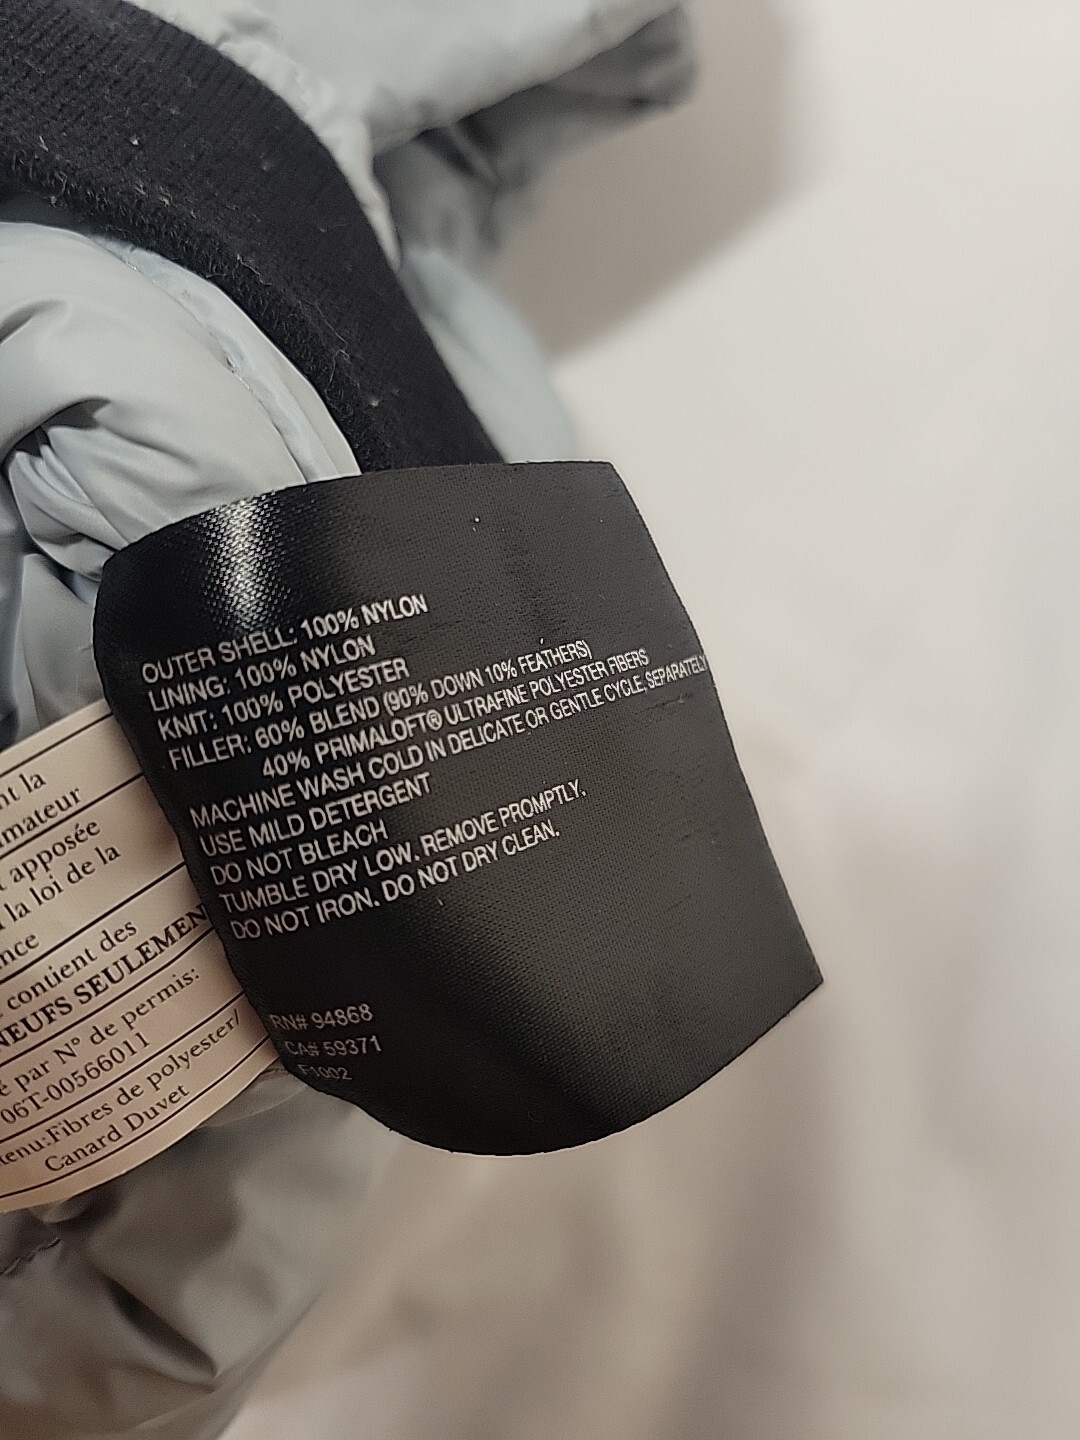 OUTER SHELL: 100% NYLON
LINING: 100% NYLON
KNIT: 100% POLYESTER
FILLER: 60% BLEND (90% DOWN 10% FEATHERS)
40% PRIMALOFT® ULTRAFINE POLYESTER FIBERS
MACHINE WASH COLD IN DELICATE OR GENTLE CYCLE, SEPARATELY
USE MILD DETERGENT
DO NOT BLEACH
TUMBLE DRY LOW. REMOVE PROMPTLY.
DO NOT IRON. DO NOT DRY CLEAN.
RN# 94868
CA# 59371
F1002
la
apposée
la loi de la
contient des
NEUFS SEULEMEN
par N° de permis:
06T-00566011
Fibres de polyester/
Canard Duvet